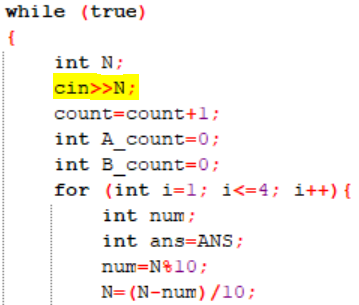 while (true)
{
int N;
cin>>N;
count=count+1;
int A_count=0;
int B_count=0;
for (int i=1; i<=4; i++){
int num;
int ans=ANS;
num=N%10;
N=(N-num)/10;